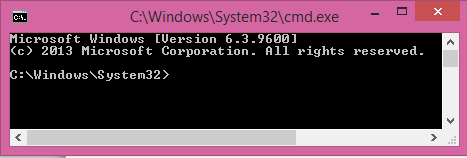 C:\Windows\System32\cmd.exe
Microsoft Windows [Version 6.3.9600]
(c) 2013 Microsoft Corporation. All rights reserved.
C:\Windows\System32>